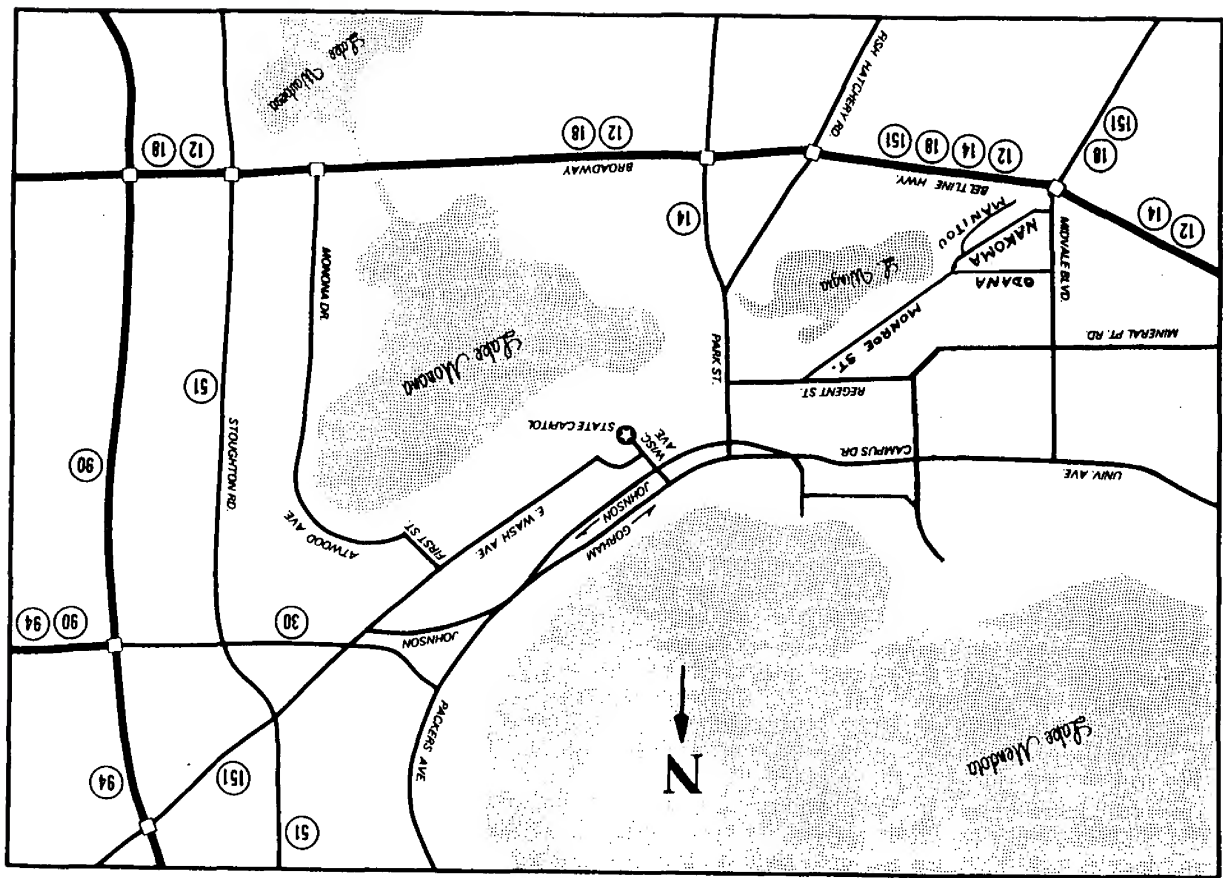 51
94
151
N
Lake Mendota
PACKERS AVE.
JOHNSON
30
90 94
GORHAM
JOHNSON
E. WASH AVE
FIRST ST.
ATWOOD AVE.
UNIV. AVE
CAMPUS DR.
WISC. AVE.
STATE CAPITOL
STOUGHTON RD.
90
REGENT ST.
MINERAL PT. RD.
MONROE ST.
PARK ST.
Lake Monona
51
MONONA DR.
MIDVALE BLVD.
ODANA
NAKOMA
MANITOU
L. Wingra
12 14
14
BELTLINE HWY.
12 14 18 151
18
151
BROADWAY
12 18
12 18
FISH HATCHERY RD.
Lake Waubesa